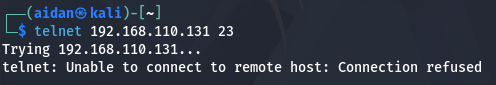 ┌──(aidan㉿kali)-[~]
└─$ telnet 192.168.110.131 23
Trying 192.168.110.131...
telnet: Unable to connect to remote host: Connection refused